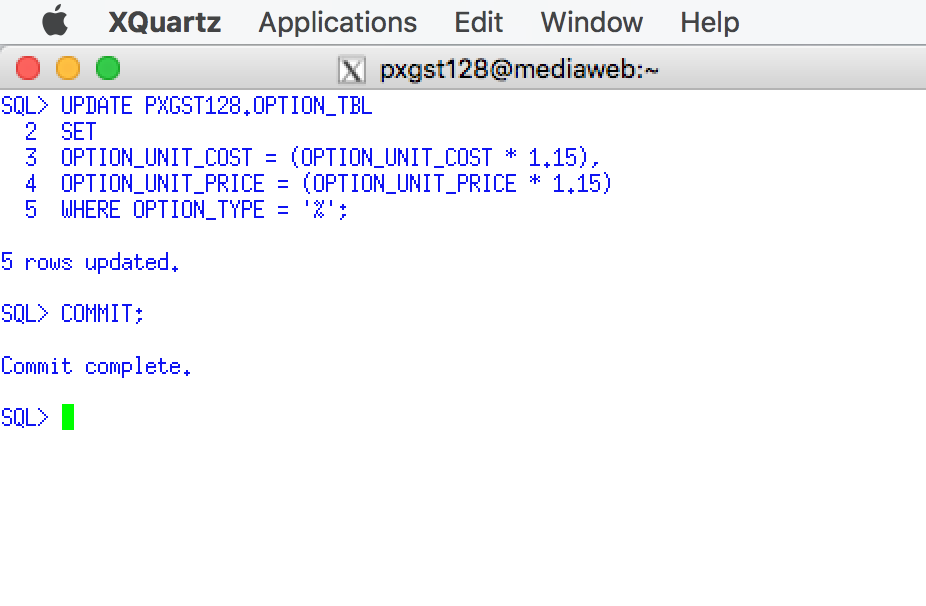 XQuartz Applications Edit Window Help
X pxgst128@mediaweb:~
SQL> UPDATE PXGST128.OPTION_TBL
2 SET
3 OPTION_UNIT_COST = (OPTION_UNIT_COST * 1.15),
4 OPTION_UNIT_PRICE = (OPTION_UNIT_PRICE * 1.15)
5 WHERE OPTION_TYPE = '%';
5 rows updated.
SQL> COMMIT;
Commit complete.
SQL>